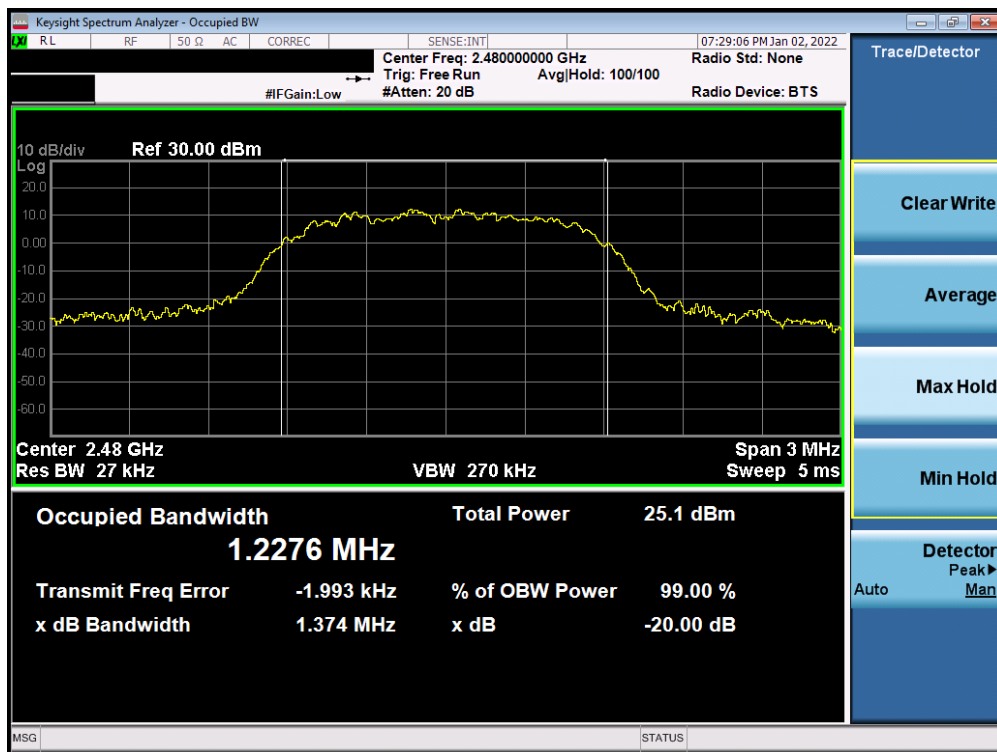 Keysight Spectrum Analyzer - Occupied BW
LXI RL RF 50 Ω AC CORREC SENSE:INT 07:29:06 PM Jan 02, 2022
Center Freq: 2.480000000 GHz Radio Std: None
Trig: Free Run Avg|Hold: 100/100
#IFGain:Low #Atten: 20 dB Radio Device: BTS
Trace/Detector
10 dB/div Ref 30.00 dBm
Log
20.0
10.0
0.00
-10.0
-20.0
-30.0
-40.0
-50.0
-60.0
Center 2.48 GHz Span 3 MHz
Res BW 27 kHz VBW 270 kHz Sweep 5 ms
Occupied Bandwidth Total Power 25.1 dBm
1.2276 MHz
Transmit Freq Error -1.993 kHz % of OBW Power 99.00 %
x dB Bandwidth 1.374 MHz x dB -20.00 dB
Clear Write
Average
Max Hold
Min Hold
Detector
Peak▶
Auto Man
MSG STATUS